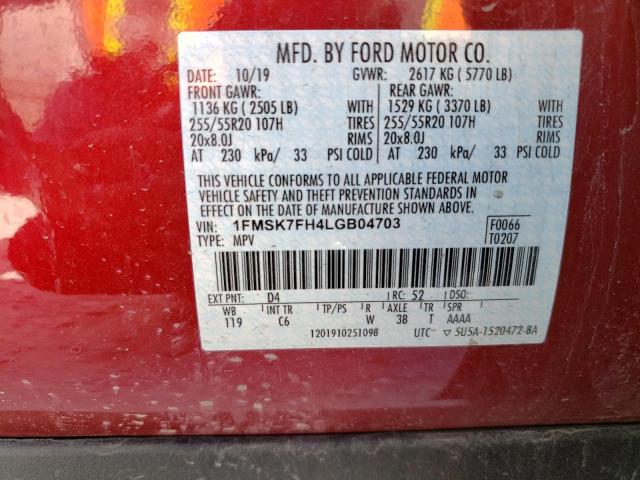 MFD. BY FORD MOTOR CO.
DATE: 10/19 GVWR: 2617 KG ( 5770 LB)
FRONT GAWR: REAR GAWR:
1136 KG ( 2505 LB) WITH 1529 KG ( 3370 LB) WITH
255/55R20 107H TIRES 255/55R20 107H TIRES
20x8.0J RIMS 20x8.0J RIMS
AT 230 kPa/ 33 PSI COLD AT 230 kPa/ 33 PSI COLD
THIS VEHICLE CONFORMS TO ALL APPLICABLE FEDERAL MOTOR
VEHICLE SAFETY AND THEFT PREVENTION STANDARDS IN
EFFECT ON THE DATE OF MANUFACTURE SHOWN ABOVE.
VIN: 1FMSK7FH4LGB04703 F0066
TYPE: MPV T0207
EXT PNT: D4 RC: 52 DSO:
WB INT TR TP/PS R AXLE TR SPR
119 C6 W 3B T AAAA
1201910251098 UTC ▽ 5U5A-1520472-BA